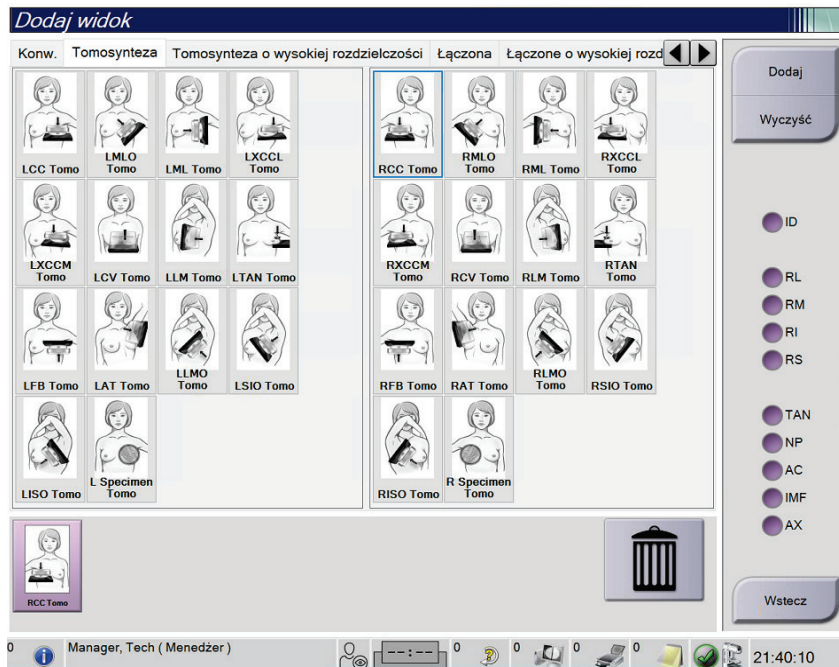 Dodaj widok
Konw. Tomosynteza Tomosynteza o wysokiej rozdzielczości Łączona Łączone o wysokiej rozd
LCC Tomo
LMLO
Tomo
LML Tomo
LXCCL
Tomo
LXCCM
Tomo
LCV Tomo
LLM Tomo
LTAN Tomo
LFB Tomo
LAT Tomo
LLMO
Tomo
LSIO Tomo
LISO Tomo
L Specimen
Tomo
RCC Tomo
RMLO
Tomo
RML Tomo
RXCCL
Tomo
RXCCM
Tomo
RCV Tomo
RLM Tomo
RTAN
Tomo
RFB Tomo
RAT Tomo
RLMO
Tomo
RSIO Tomo
RISO Tomo
R Specimen
Tomo
Dodaj
Wyczyść
ID
RL
RM
RI
RS
TAN
NP
AC
IMF
AX
RCC Tomo
Wstecz
0 Manager, Tech ( Menedżer ) --:-- 0 0 0 0 21:40:10